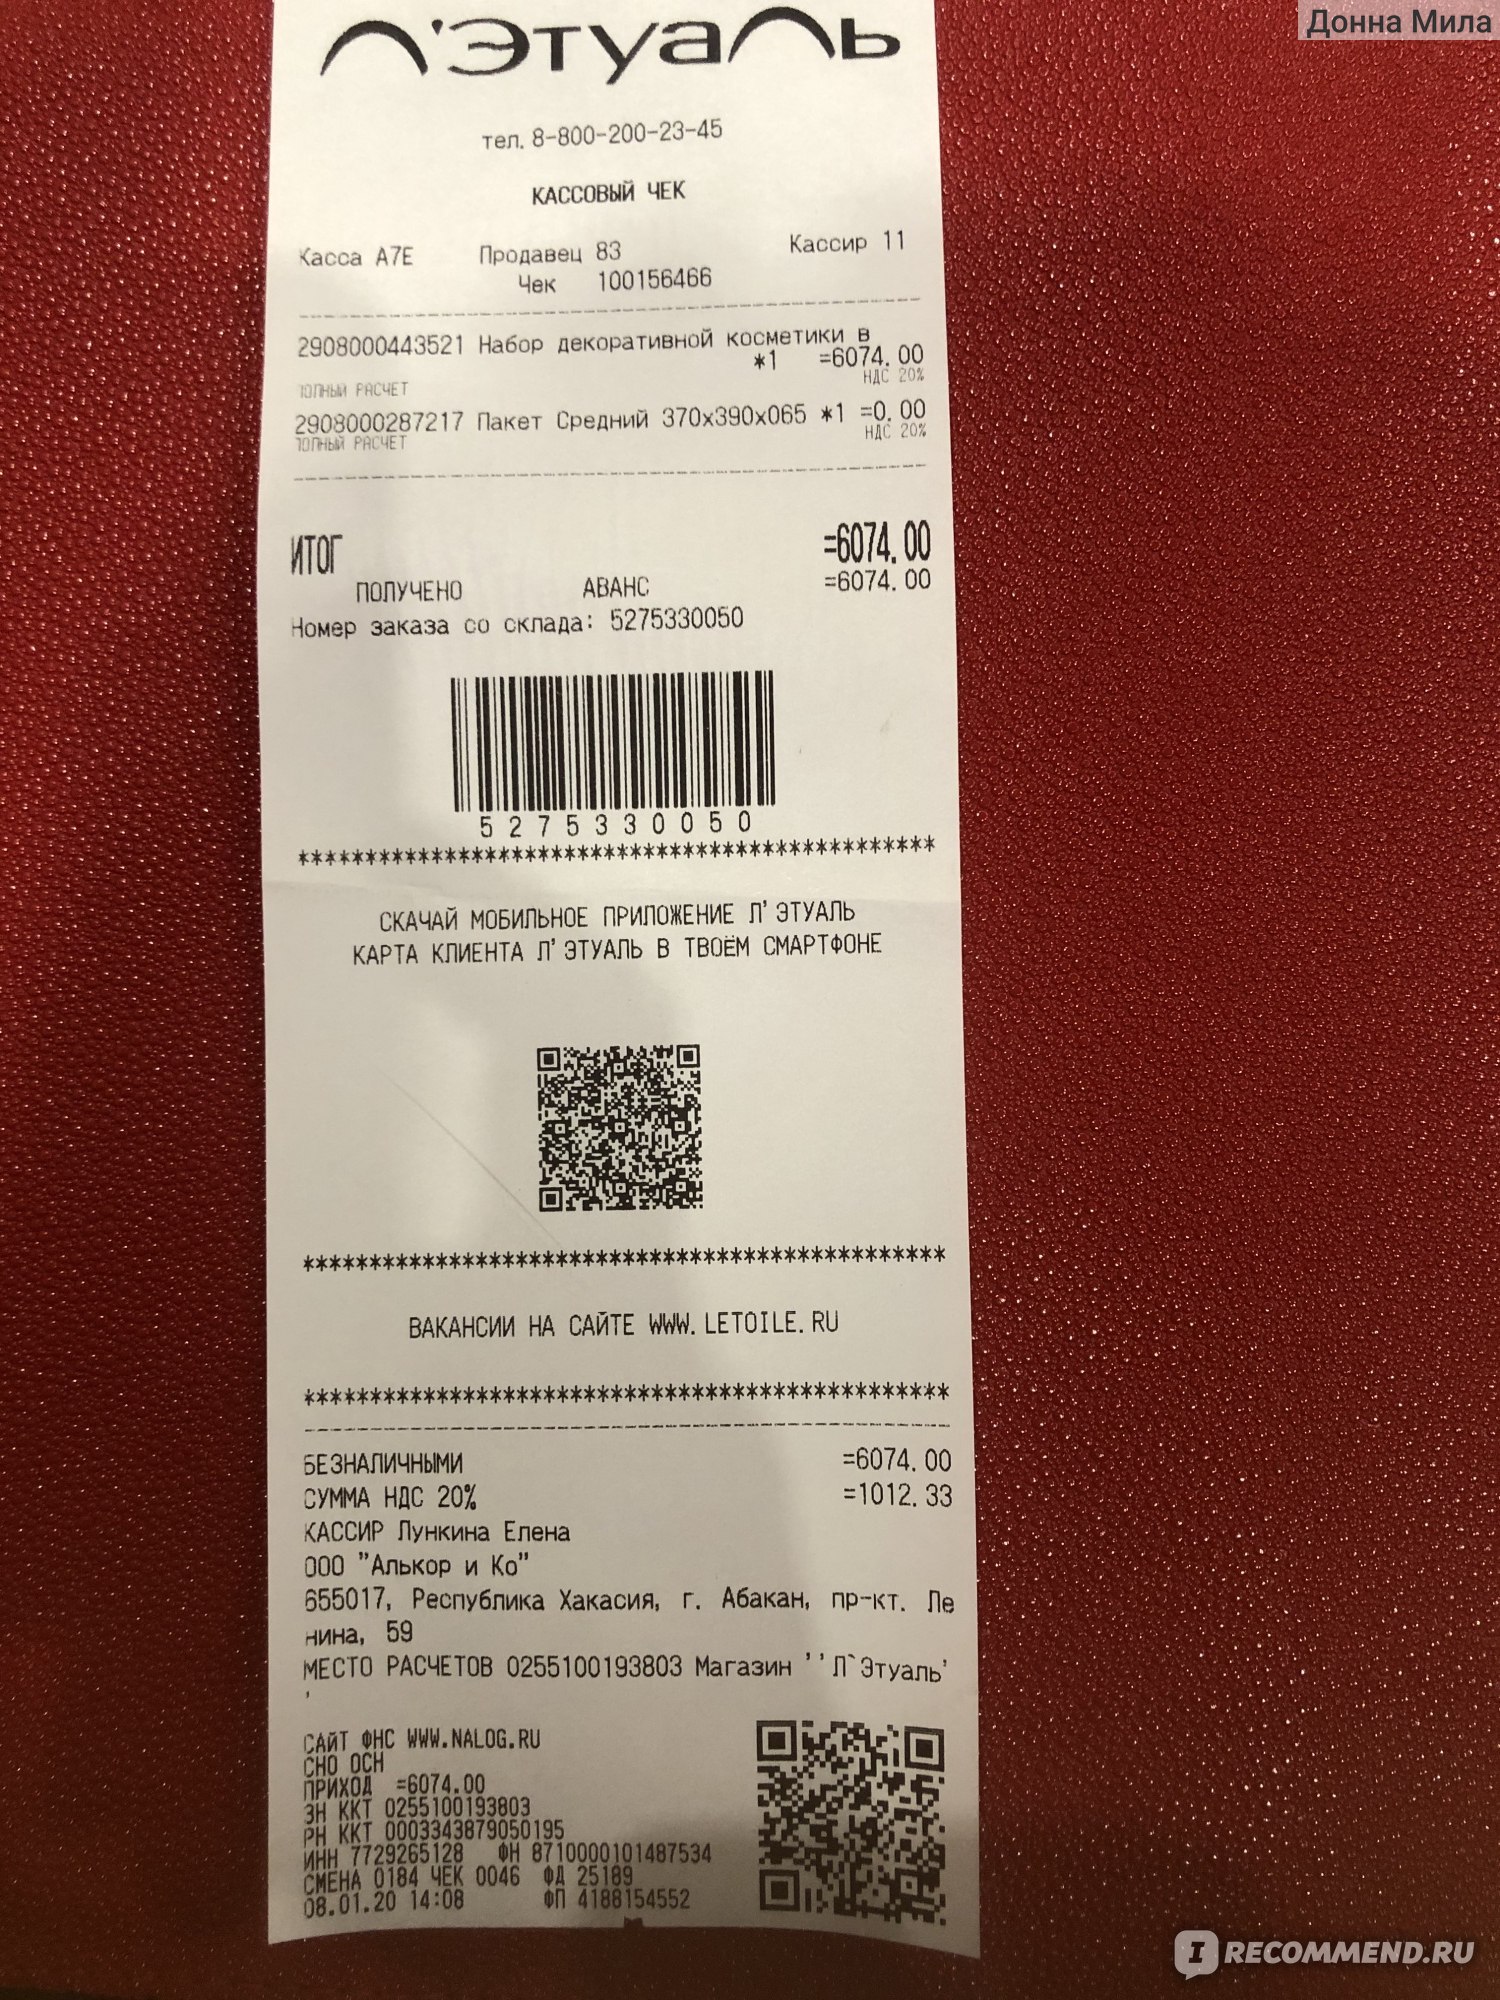 Донна Мила
Л'Этуаль
тел. 8-800-200-23-45
КАССОВЫЙ ЧЕК
Касса А7Е Продавец 83 Кассир 11
Чек 100156466
2908000443521 Набор декоративной косметики в
*1 =6074.00
НДС 20%
ПОЛНЫЙ РАСЧЕТ
2908000287217 Пакет Средний 370х390х065 *1 =0.00
НДС 20%
ПОЛНЫЙ РАСЧЕТ
ИТОГ =6074.00
ПОЛУЧЕНО АВАНС =6074.00
Номер заказа со склада: 5275330050
5275330050
************************************************
СКАЧАЙ МОБИЛЬНОЕ ПРИЛОЖЕНИЕ Л'ЭТУАЛЬ
КАРТА КЛИЕНТА Л'ЭТУАЛЬ В ТВОЁМ СМАРТФОНЕ
************************************************
ВАКАНСИИ НА САЙТЕ WWW.LETOILE.RU
************************************************
БЕЗНАЛИЧНЫМИ =6074.00
СУММА НДС 20% =1012.33
КАССИР Лункина Елена
ООО "Алькор и Ко"
655017, Республика Хакасия, г. Абакан, пр-кт. Ле
нина, 59
МЕСТО РАСЧЕТОВ 0255100193803 Магазин ''Л`Этуаль'
'
САЙТ ФНС WWW.NALOG.RU
СНО ОСН
ПРИХОД =6074.00
ЗН ККТ 0255100193803
РН ККТ 0003343879050195
ИНН 7729265128 ФН 8710000101487534
СМЕНА 0184 ЧЕК 0046 ФД 25189
08.01.20 14:08 ФП 4188154552
I RECOMMEND.RU